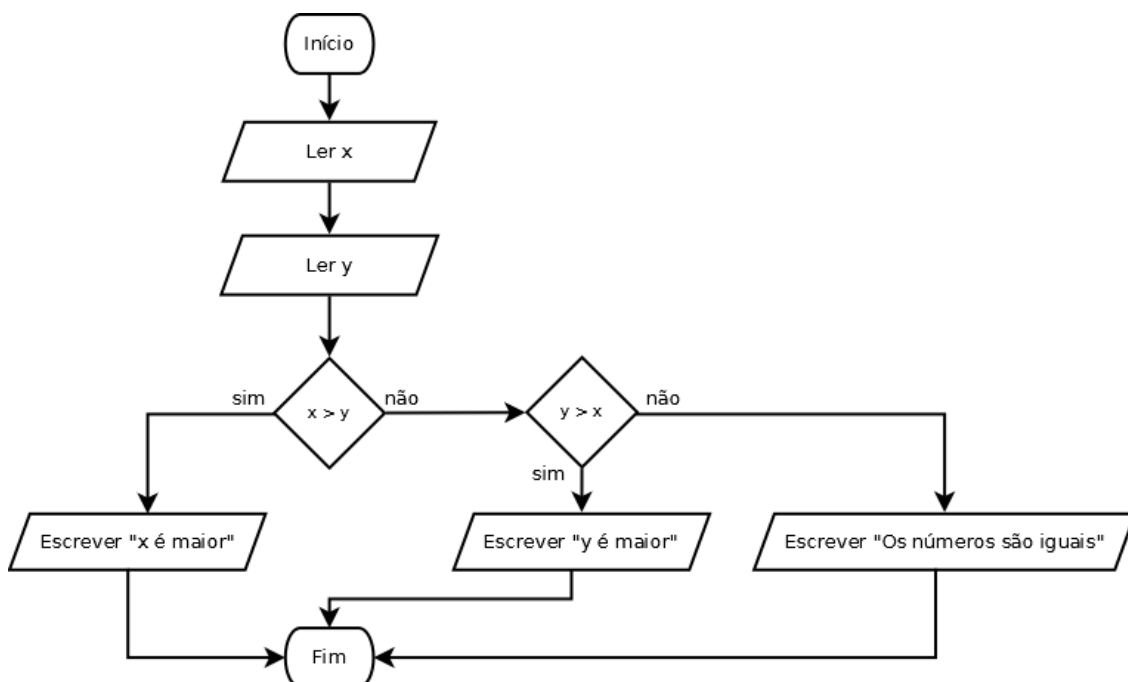 Início
Ler x
Ler y
sim
x > y
não
y > x
não
sim
Escrever "x é maior"
Escrever "y é maior"
Escrever "Os números são iguais"
Fim